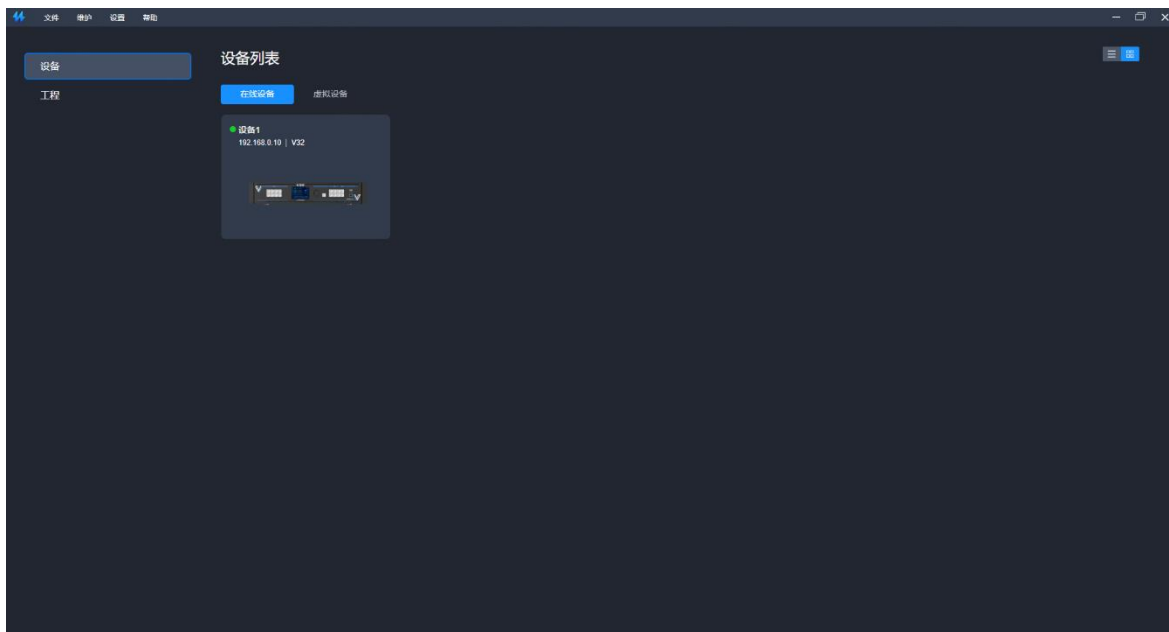 文件 维护 设置 帮助
设备
工程
设备列表
在线设备 虚拟设备
设备1
192.168.0.10 | V32